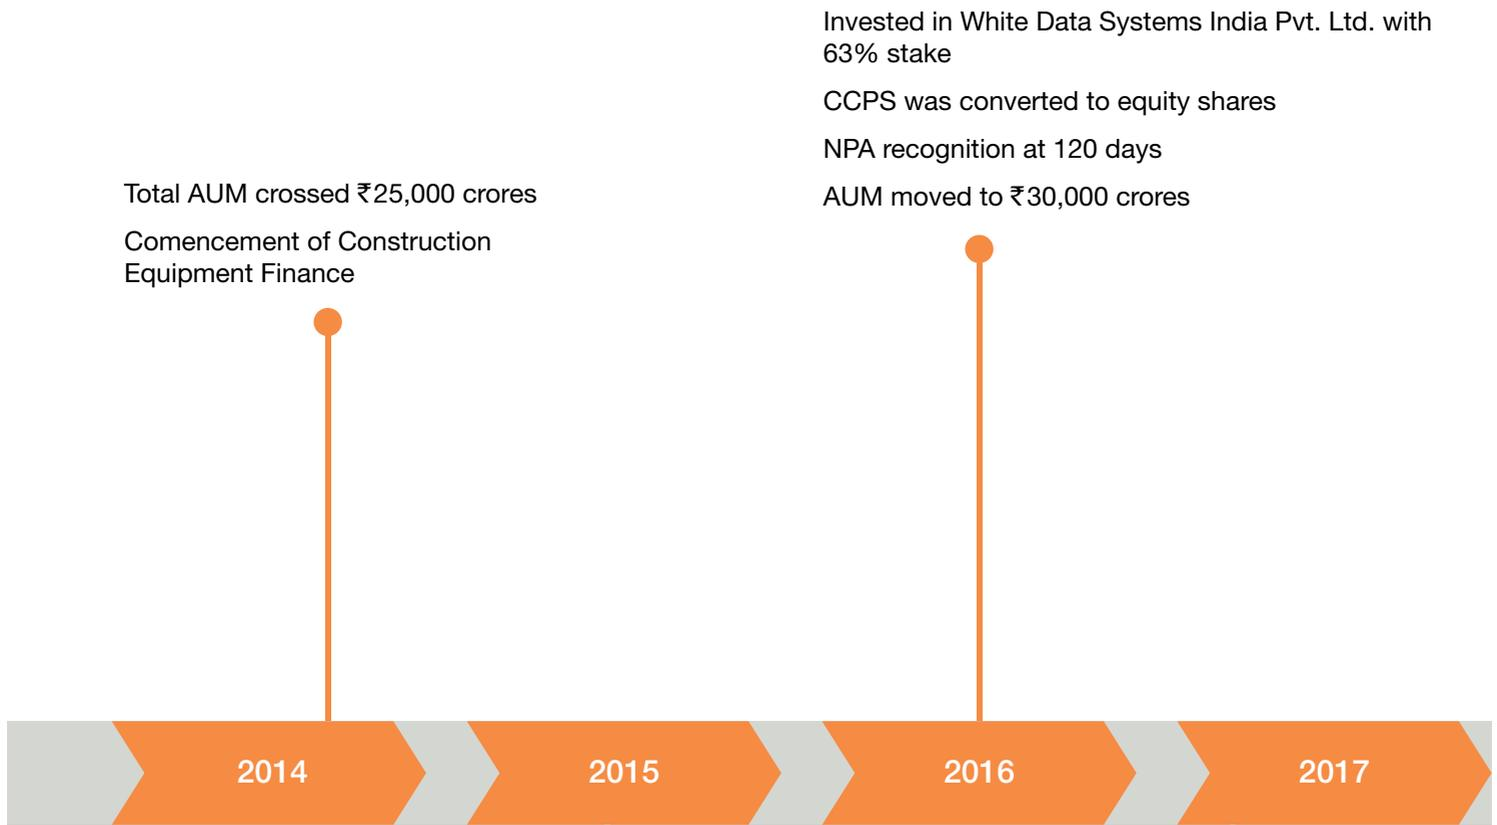 Invested in White Data Systems India Pvt. Ltd. with
63% stake
CCPS was converted to equity shares
NPA recognition at 120 days
AUM moved to ₹30,000 crores
Total AUM crossed ₹25,000 crores
Comencement of Construction
Equipment Finance
2014
2015
2016
2017